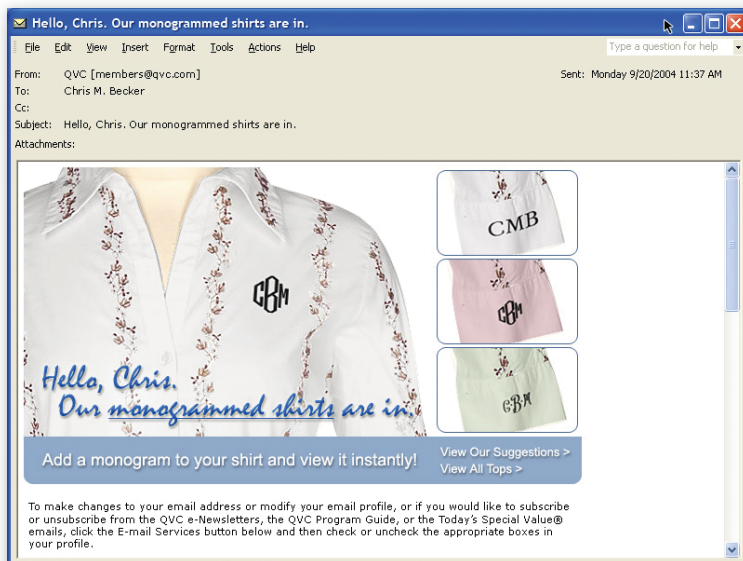 Hello, Chris. Our monogrammed shirts are in.
File Edit View Insert Format Tools Actions Help
Type a question for help
From: QVC [members@qvc.com]
Sent: Monday 9/20/2004 11:37 AM
To: Chris M. Becker
Cc:
Subject: Hello, Chris. Our monogrammed shirts are in.
Attachments:
CMB
CBM
CBM
CBM
Hello, Chris.
Our monogrammed shirts are in.
Add a monogram to your shirt and view it instantly!
View Our Suggestions >
View All Tops >
To make changes to your email address or modify your email profile, or if you would like to subscribe
or unsubscribe from the QVC e-Newsletters, the QVC Program Guide, or the Today's Special Value®
emails, click the E-mail Services button below and then check or uncheck the appropriate boxes in
your profile.